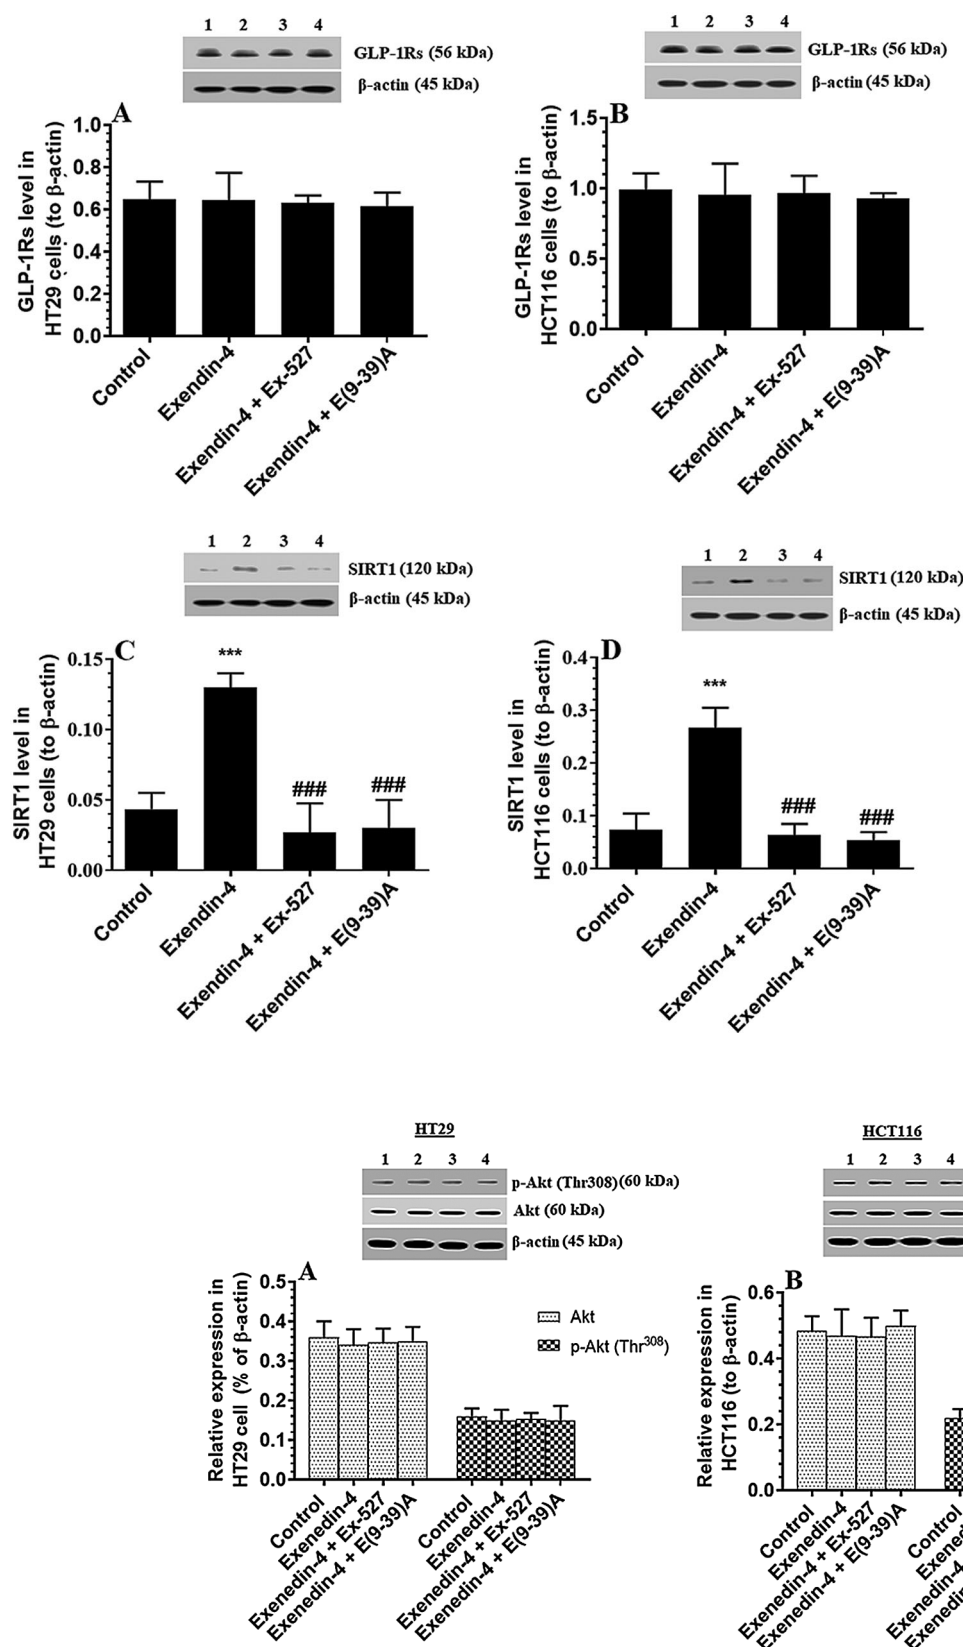 1 2 3 4
GLP-1Rs (56 kDa)
β-actin (45 kDa)
A
GLP-1Rs level in
HT29 cells (to β-actin)
1.0
0.8
0.6
0.4
0.2
0.0
Control
Exendin-4
Exendin-4 + Ex-527
Exendin-4 + E(9-39)A
1 2 3 4
GLP-1Rs (56 kDa)
β-actin (45 kDa)
B
GLP-1Rs level in
HCT116 cells (to β-actin)
1.5
1.0
0.5
0.0
Control
Exendin-4
Exendin-4 + Ex-527
Exendin-4 + E(9-39)A
1 2 3 4
SIRT1 (120 kDa)
β-actin (45 kDa)
C
SIRT1 level in
HT29 cells (to β-actin)
0.15
0.10
0.05
0.00
***
###
###
Control
Exendin-4
Exendin-4 + Ex-527
Exendin-4 + E(9-39)A
1 2 3 4
SIRT1 (120 kDa)
β-actin (45 kDa)
D
SIRT1 level in
HCT116 cells (to β-actin)
0.4
0.3
0.2
0.1
0.0
***
###
###
Control
Exendin-4
Exendin-4 + Ex-527
Exendin-4 + E(9-39)A
HT29
1 2 3 4
p-Akt (Thr308) (60 kDa)
Akt (60 kDa)
β-actin (45 kDa)
A
Relative expression in
HT29 cell (% of β-actin)
0.5
0.4
0.3
0.2
0.1
0.0
Akt
p-Akt (Thr308)
Control
Exenedin-4
Exenedin-4 + Ex-527
Exenedin-4 + E(9-39)A
Control
Exenedin-4
Exenedin-4 + Ex-527
Exenedin-4 + E(9-39)A
HCT116
1 2 3 4
B
Relative expression in
HCT116 (to β-actin)
0.6
0.4
0.2
0.0
Control
Exenedin-4
Exenedin-4 + Ex-527
Exenedin-4 + E(9-39)A
Control
Exenedin-4
Exenedin-4